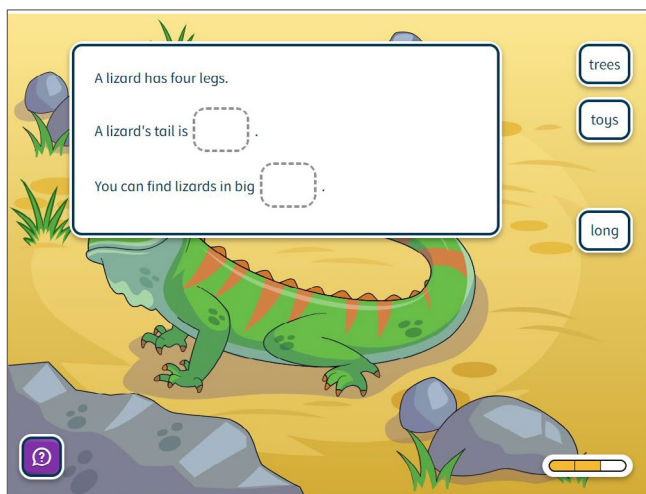 A lizard has four legs.
A lizard's tail is .
You can find lizards in big .
trees
toys
long
?